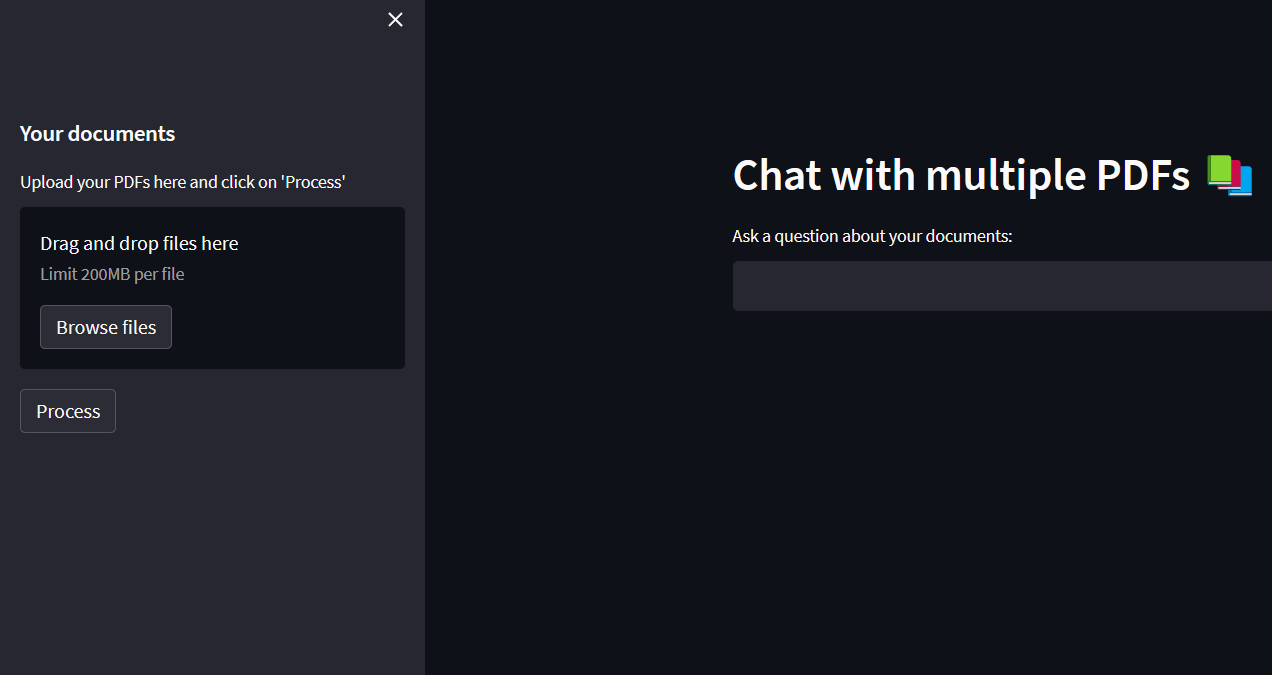 Your documents
Upload your PDFs here and click on 'Process'
Drag and drop files here
Limit 200MB per file
Browse files
Process
Chat with multiple PDFs 📚
Ask a question about your documents: